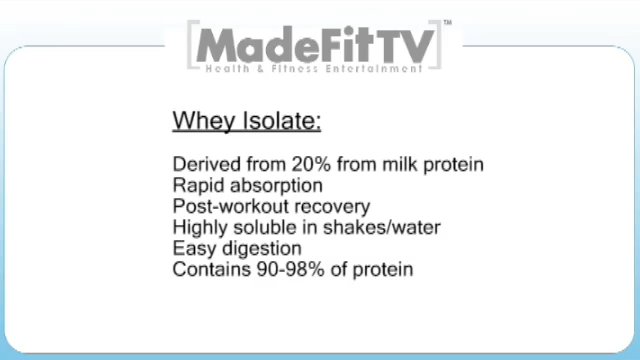 [MadeFitTV]™
Health & Fitness Entertainment
Whey Isolate:
Derived from 20% from milk protein
Rapid absorption
Post-workout recovery
Highly soluble in shakes/water
Easy digestion
Contains 90-98% of protein